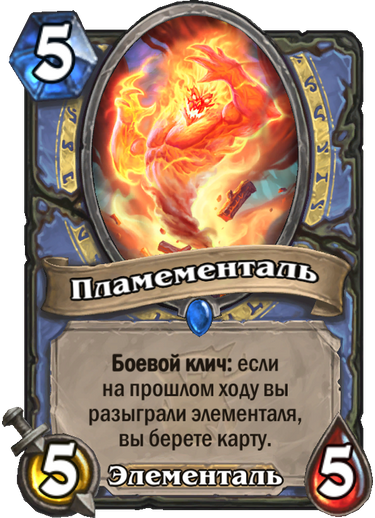 5
Пламементаль
Боевой клич: если
на прошлом ходу вы
разыграли элементаля,
вы берете карту.
5
Элементаль
5